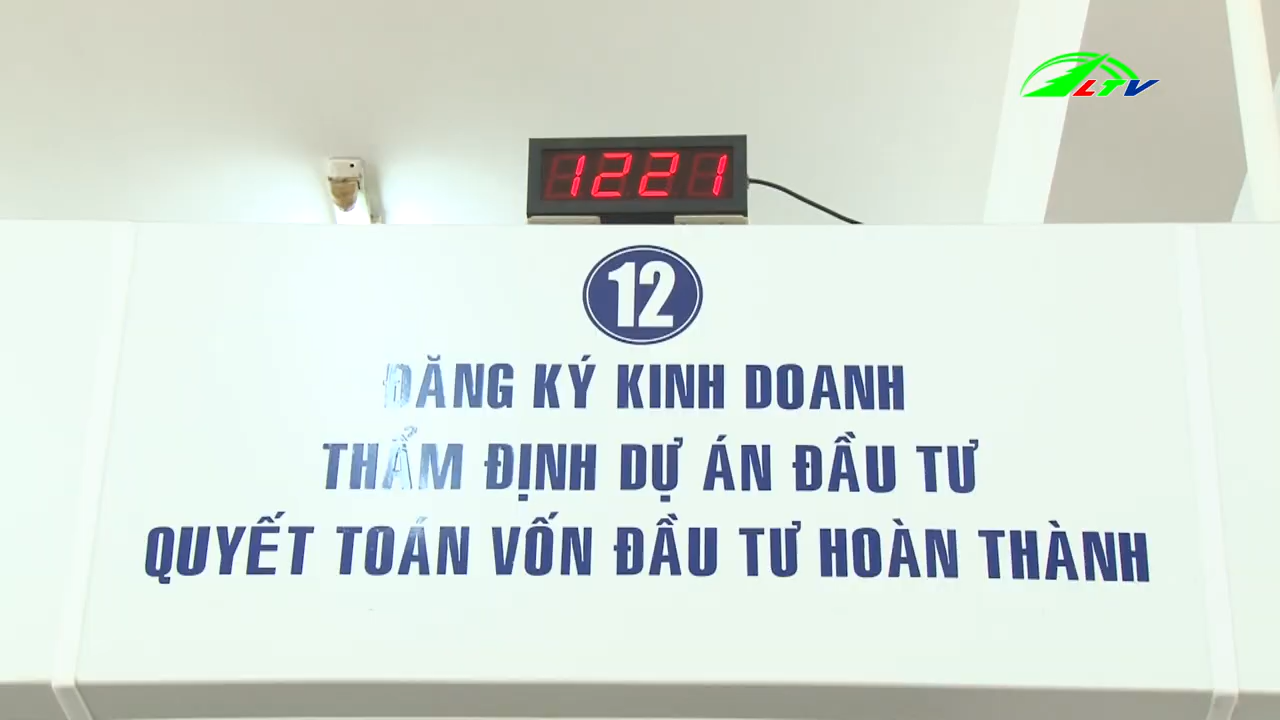 LTV
1221
12
ĐĂNG KÝ KINH DOANH
THẨM ĐỊNH DỰ ÁN ĐẦU TƯ
QUYẾT TOÁN VỐN ĐẦU TƯ HOÀN THÀNH